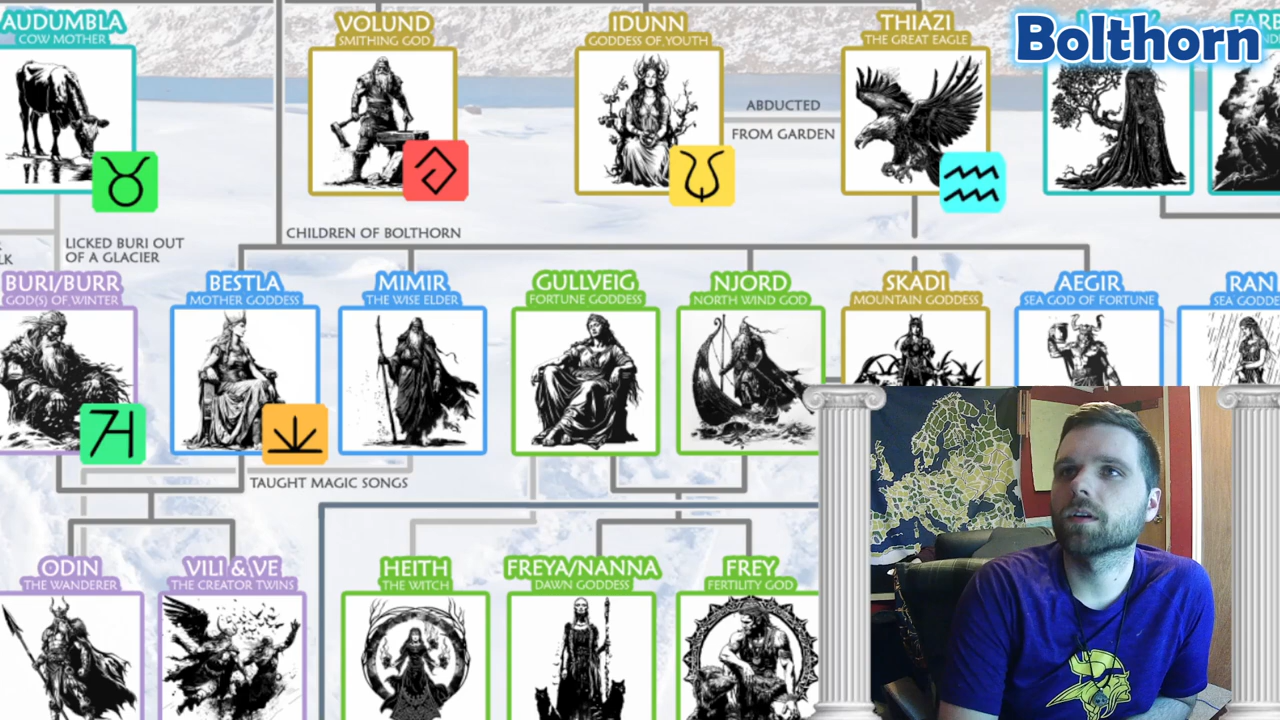 AUDUMBLA
COW MOTHER
VOLUND
SMITHING GOD
IDUNN
GODDESS OF YOUTH
THIAZI
THE GREAT EAGLE
Bolthorn
ABDUCTED
FROM GARDEN
LICKED BURI OUT
OF A GLACIER
CHILDREN OF BOLTHORN
BURI/BURR
GOD(S) OF WINTER
BESTLA
MOTHER GODDESS
MIMIR
THE WISE ELDER
GULLVEIG
FORTUNE GODDESS
NJORD
NORTH WIND GOD
SKADI
MOUNTAIN GODDESS
AEGIR
SEA GOD OF FORTUNE
RAN
SEA GODDE
TAUGHT MAGIC SONGS
ODIN
THE WANDERER
VILI & VE
THE CREATOR TWINS
HEITH
THE WITCH
FREYA/NANNA
DAWN GODDESS
FREY
FERTILITY GOD